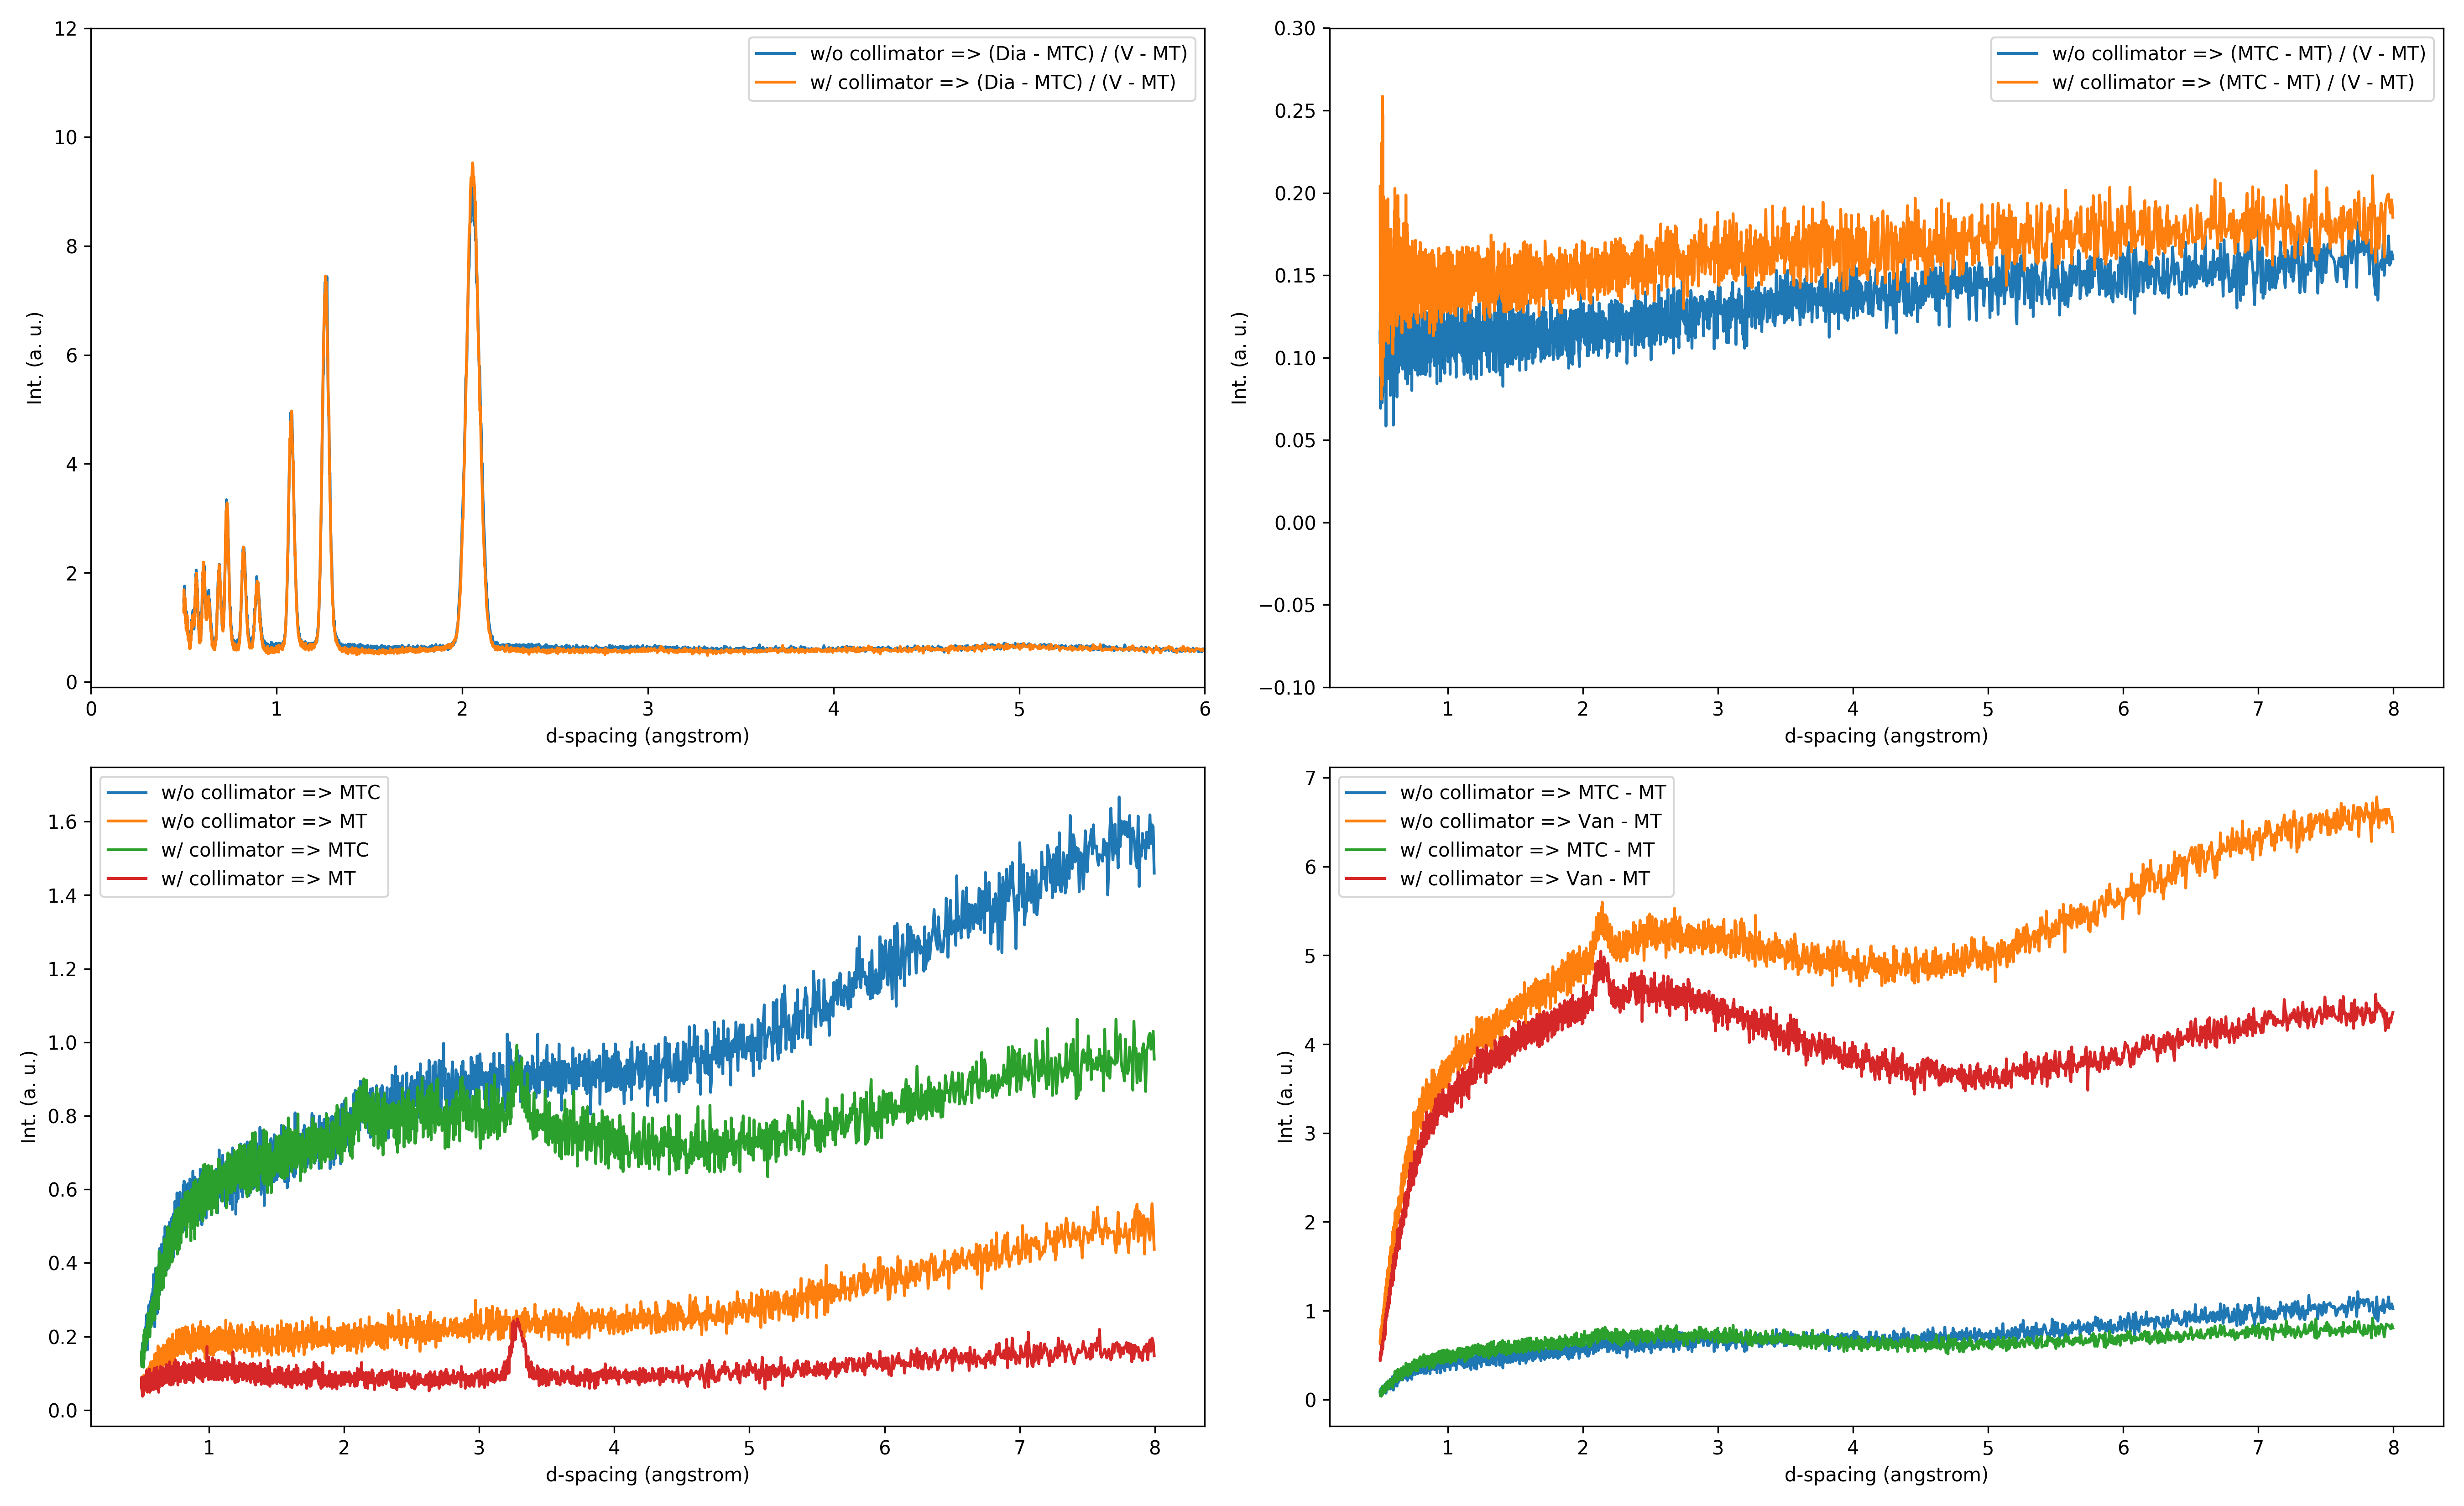 12
10
8
6
4
2
0
Int. (a. u.)
w/o collimator => (Dia - MTC) / (V - MT)
w/ collimator => (Dia - MTC) / (V - MT)
0 1 2 3 4 5 6
d-spacing (angstrom)
0.30
0.25
0.20
0.15
0.10
0.05
0.00
−0.05
−0.10
Int. (a. u.)
w/o collimator => (MTC - MT) / (V - MT)
w/ collimator => (MTC - MT) / (V - MT)
1 2 3 4 5 6 7 8
d-spacing (angstrom)
1.6
1.4
1.2
1.0
0.8
0.6
0.4
0.2
0.0
Int. (a. u.)
w/o collimator => MTC
w/o collimator => MT
w/ collimator => MTC
w/ collimator => MT
1 2 3 4 5 6 7 8
d-spacing (angstrom)
7
6
5
4
3
2
1
0
Int. (a. u.)
w/o collimator => MTC - MT
w/o collimator => Van - MT
w/ collimator => MTC - MT
w/ collimator => Van - MT
1 2 3 4 5 6 7 8
d-spacing (angstrom)